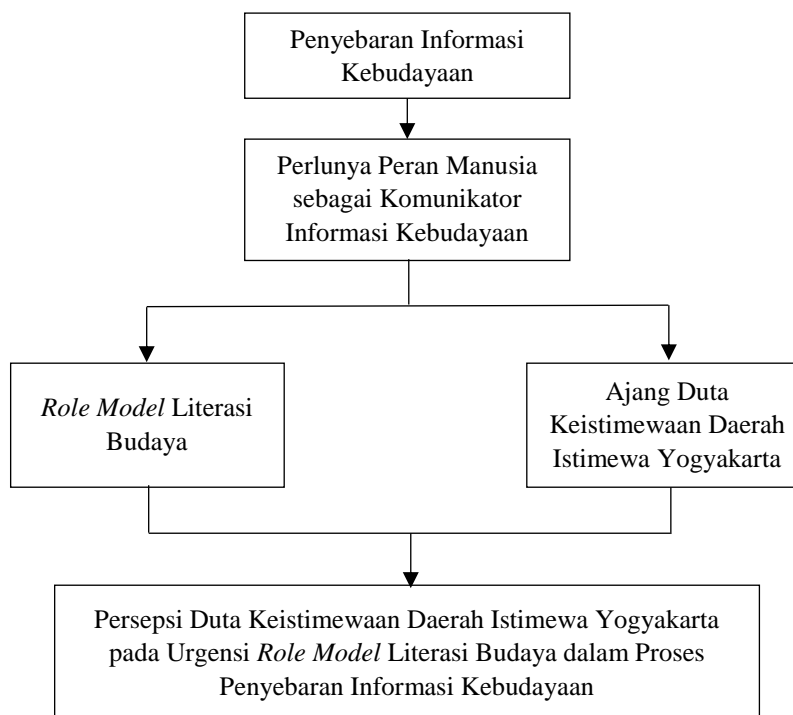 Penyebaran Informasi
Kebudayaan
Perlunya Peran Manusia
sebagai Komunikator
Informasi Kebudayaan
Role Model Literasi
Budaya
Ajang Duta
Keistimewaan Daerah
Istimewa Yogyakarta
Persepsi Duta Keistimewaan Daerah Istimewa Yogyakarta
pada Urgensi Role Model Literasi Budaya dalam Proses
Penyebaran Informasi Kebudayaan